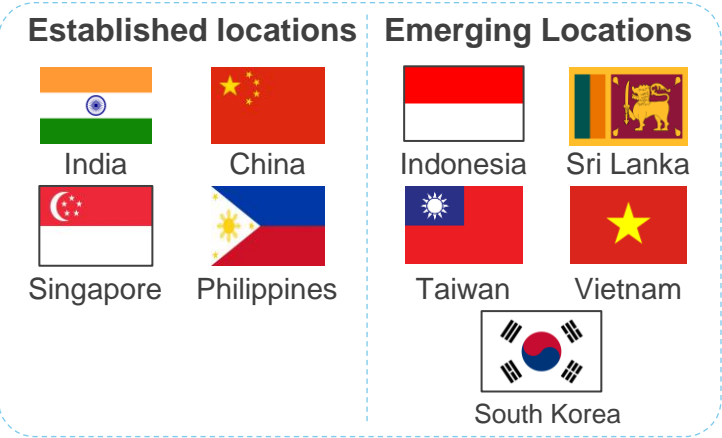 Established locations
India China
Singapore Philippines
Emerging Locations
Indonesia Sri Lanka
Taiwan Vietnam
South Korea